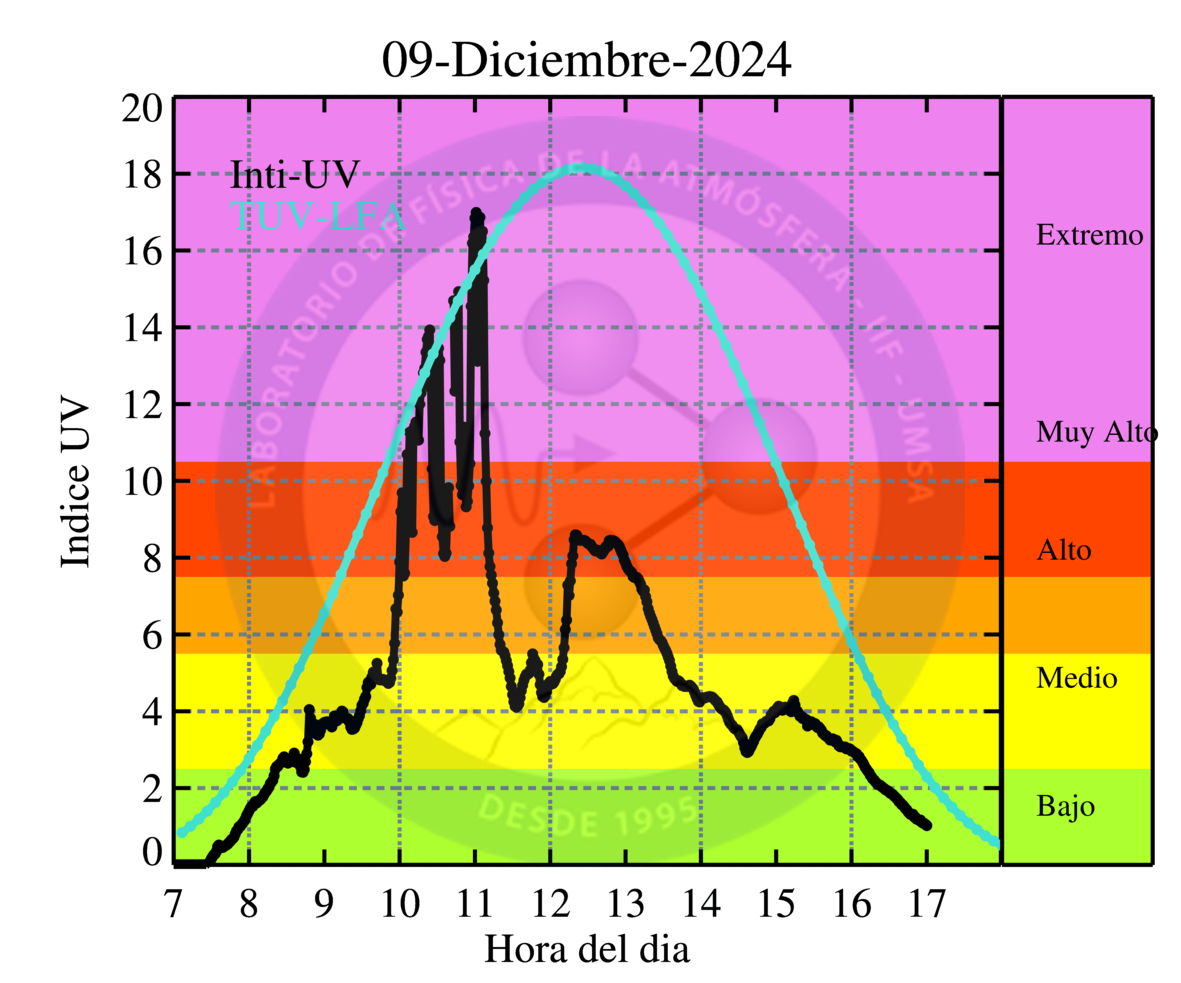 09-Diciembre-2024
Indice UV
20
18
16
14
12
10
8
6
4
2
0
Inti-UV
TUV-LFA
LABORATORIO DE FÍSICA DE LA ATMÓSFERA - IIF - UMSA
DESDE 1995
Extremo
Muy Alto
Alto
Medio
Bajo
7 8 9 10 11 12 13 14 15 16 17
Hora del dia